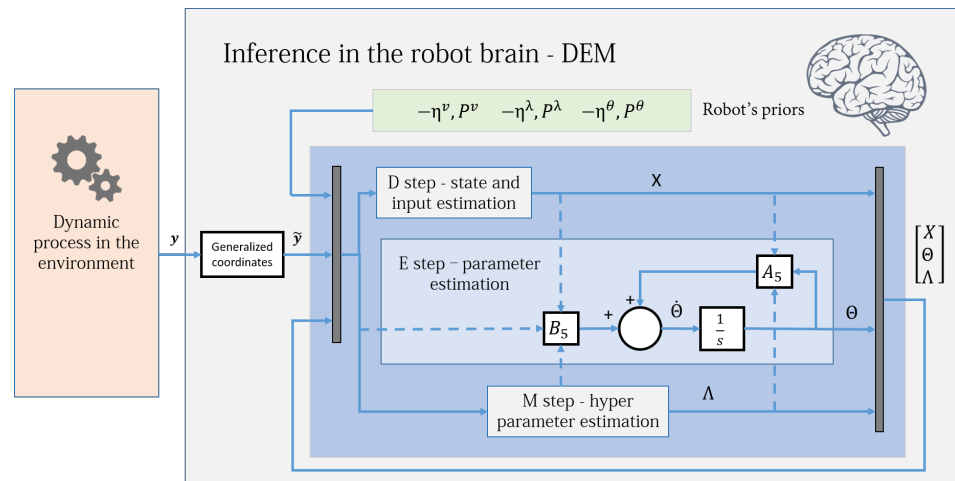 Inference in the robot brain - DEM
−η^v, P^v   −η^λ, P^λ   −η^θ, P^θ
Robot's priors
Dynamic
process in the
environment
y
Generalized
coordinates
ỹ
D step - state and
input estimation
X
E step – parameter
estimation
A₅
B₅
+
+
Θ̇
1
s
Θ
M step - hyper
parameter estimation
Λ
X
Θ
Λ